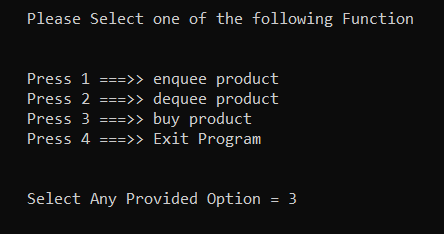 Please Select one of the following Function
Press 1 ===>> enquee product
Press 2 ===>> dequee product
Press 3 ===>> buy product
Press 4 ===>> Exit Program
Select Any Provided Option = 3